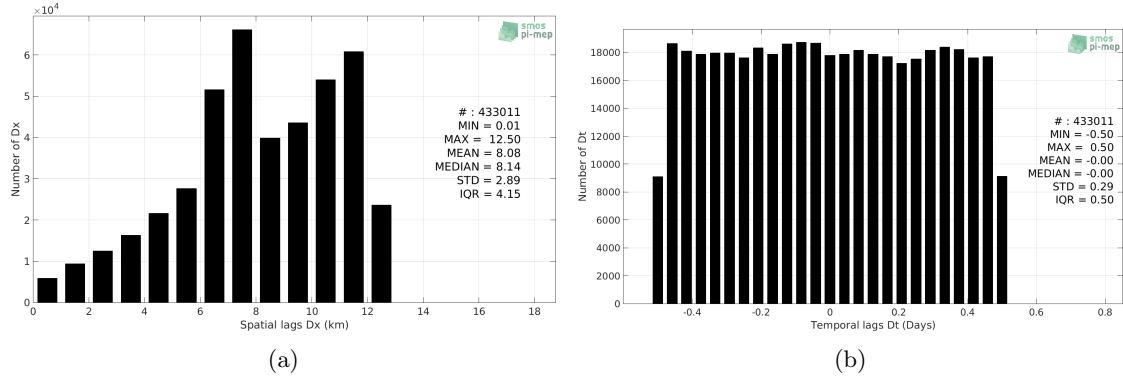 ×10⁴
6
5
4
3
2
1
0
Number of Dx
0 2 4 6 8 10 12 14 16 18
Spatial lags Dx (km)
smos
pi-mep
# : 433011
MIN = 0.01
MAX = 12.50
MEAN = 8.08
MEDIAN = 8.14
STD = 2.89
IQR = 4.15
(a)
18000
16000
14000
12000
10000
8000
6000
4000
2000
0
Number of Dt
-0.4 -0.2 0 0.2 0.4 0.6 0.8
Temporal lags Dt (Days)
smos
pi-mep
# : 433011
MIN = -0.50
MAX = 0.50
MEAN = -0.00
MEDIAN = -0.00
STD = 0.29
IQR = 0.50
(b)